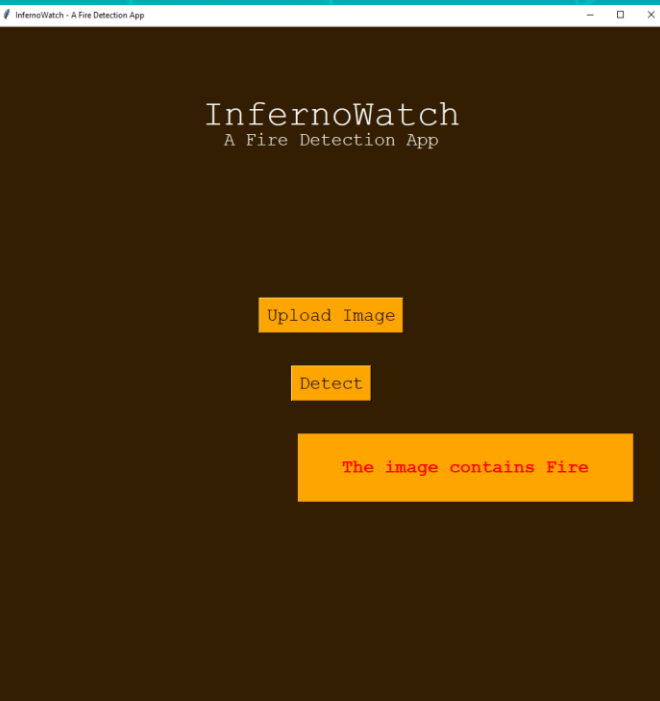 InfernoWatch - A Fire Detection App
InfernoWatch
A Fire Detection App
Upload Image
Detect
The image contains Fire